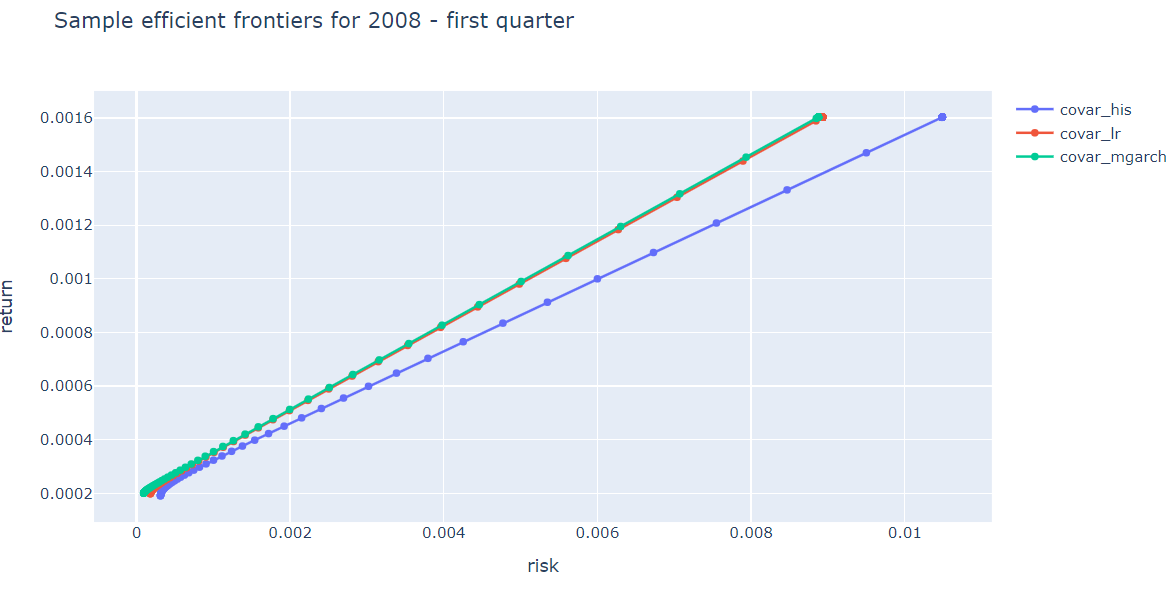 Sample efficient frontiers for 2008 - first quarter
covar_his
covar_lr
covar_mgarch
return
0.0016
0.0014
0.0012
0.001
0.0008
0.0006
0.0004
0.0002
0
0.002
0.004
0.006
0.008
0.01
risk